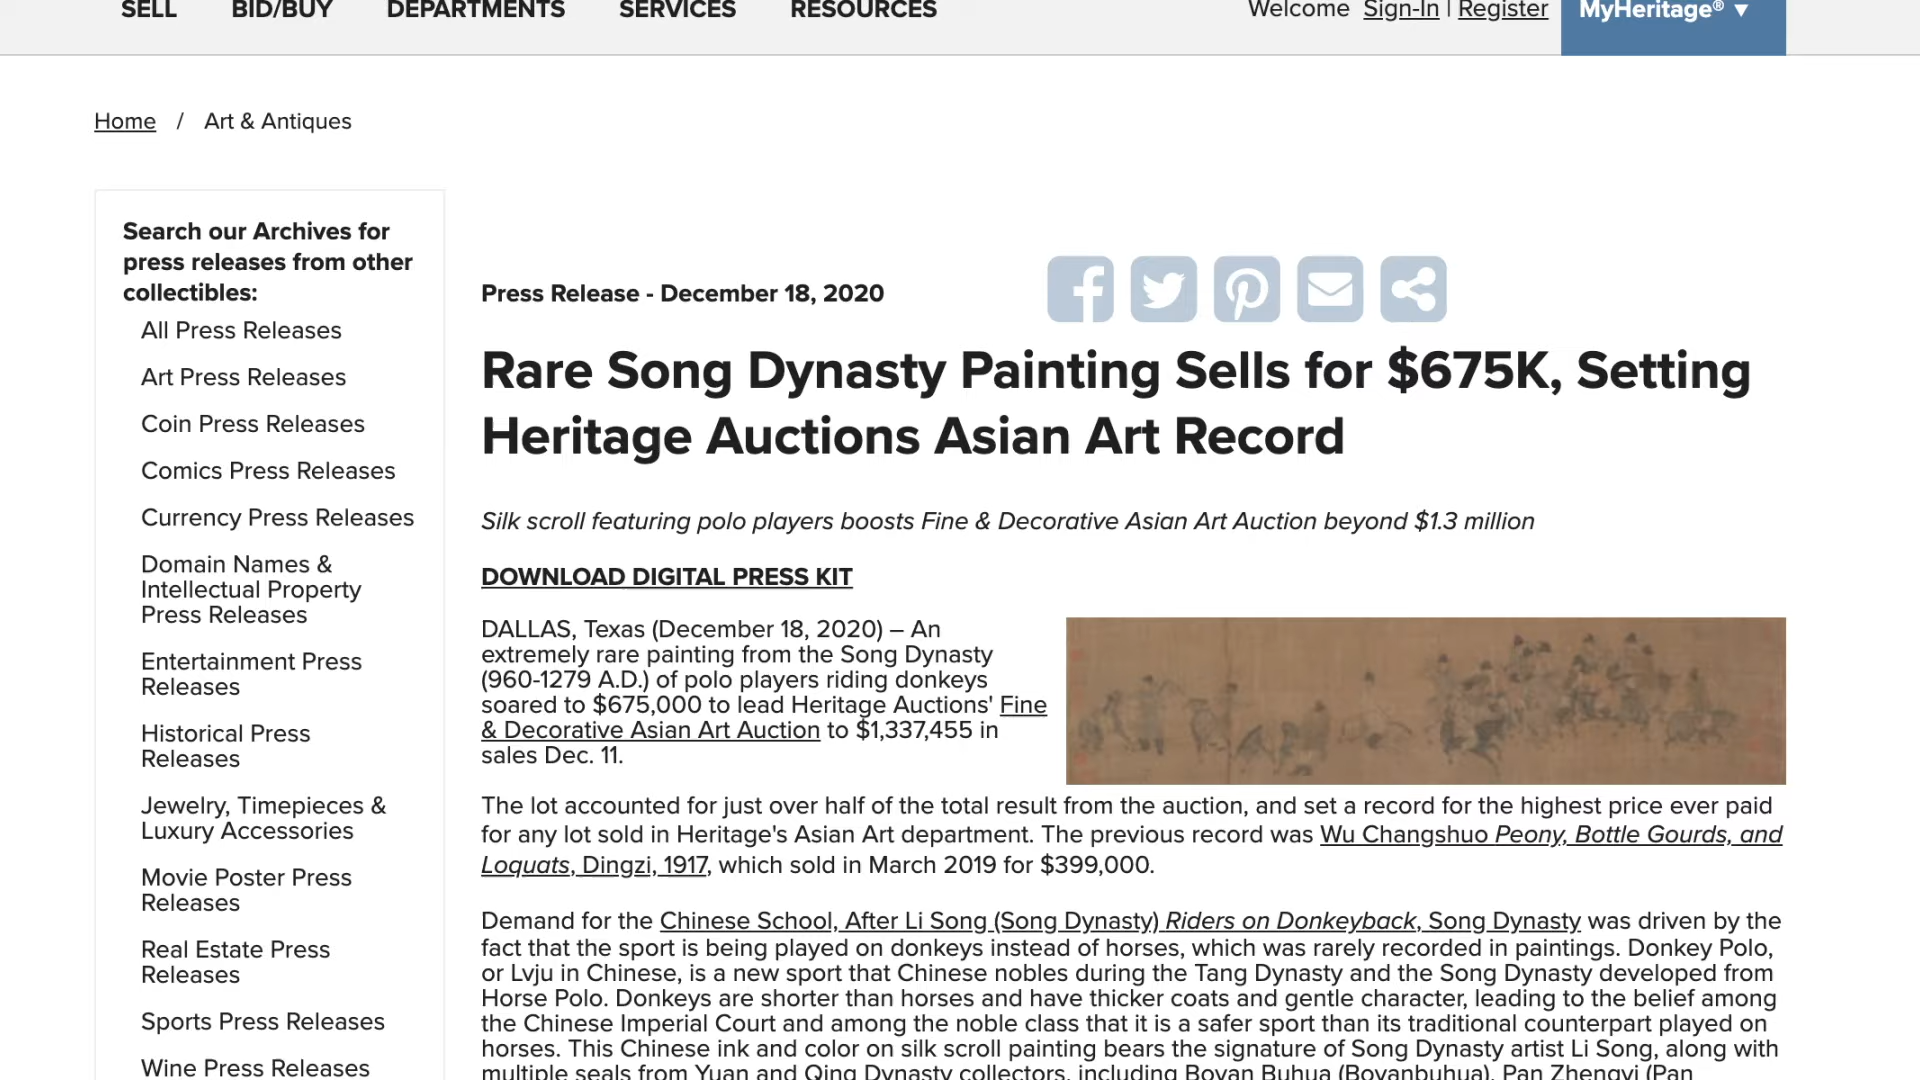 SELL BID/BUY DEPARTMENTS SERVICES RESOURCES Welcome Sign-In | Register MyHeritage® ▼
Home / Art & Antiques
Search our Archives for
press releases from other
collectibles:
All Press Releases
Art Press Releases
Coin Press Releases
Comics Press Releases
Currency Press Releases
Domain Names &
Intellectual Property
Press Releases
Entertainment Press
Releases
Historical Press
Releases
Jewelry, Timepieces &
Luxury Accessories
Movie Poster Press
Releases
Real Estate Press
Releases
Sports Press Releases
Wine Press Releases
Press Release - December 18, 2020
Rare Song Dynasty Painting Sells for $675K, Setting
Heritage Auctions Asian Art Record
Silk scroll featuring polo players boosts Fine & Decorative Asian Art Auction beyond $1.3 million
DOWNLOAD DIGITAL PRESS KIT
DALLAS, Texas (December 18, 2020) – An
extremely rare painting from the Song Dynasty
(960-1279 A.D.) of polo players riding donkeys
soared to $675,000 to lead Heritage Auctions' Fine
& Decorative Asian Art Auction to $1,337,455 in
sales Dec. 11.
The lot accounted for just over half of the total result from the auction, and set a record for the highest price ever paid
for any lot sold in Heritage's Asian Art department. The previous record was Wu Changshuo Peony, Bottle Gourds, and
Loquats, Dingzi, 1917, which sold in March 2019 for $399,000.
Demand for the Chinese School, After Li Song (Song Dynasty) Riders on Donkeyback, Song Dynasty was driven by the
fact that the sport is being played on donkeys instead of horses, which was rarely recorded in paintings. Donkey Polo,
or Lvju in Chinese, is a new sport that Chinese nobles during the Tang Dynasty and the Song Dynasty developed from
Horse Polo. Donkeys are shorter than horses and have thicker coats and gentle character, leading to the belief among
the Chinese Imperial Court and among the noble class that it is a safer sport than its traditional counterpart played on
horses. This Chinese ink and color on silk scroll painting bears the signature of Song Dynasty artist Li Song, along with
multiple seals from Yuan and Qing Dynasty collectors, including Boyan Buhua (Boyanbuhua), Pan Zhengyi (Pan